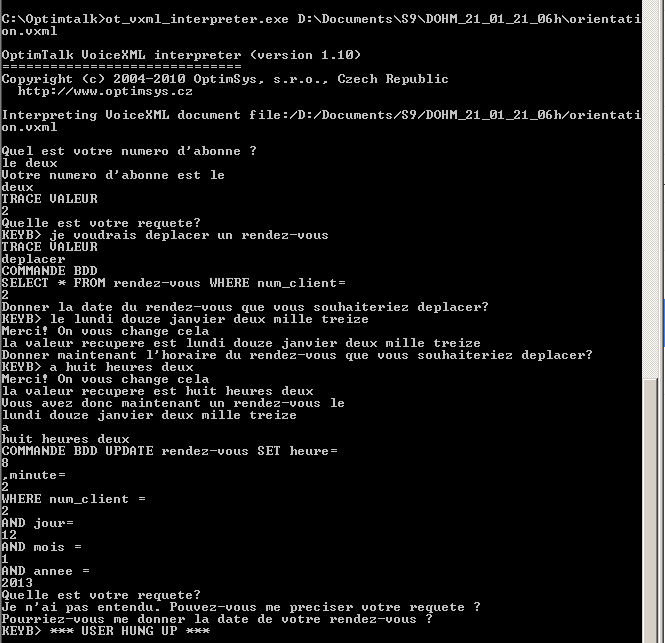 C:\Optimtalk>ot_vxml_interpreter.exe D:\Documents\S9\DOHM_21_01_21_06h\orientati
on.vxml
OptimTalk VoiceXML interpreter (version 1.10)
==============================
Copyright (c) 2004-2010 OptimSys, s.r.o., Czech Republic
http://www.optimsys.cz
Interpreting VoiceXML document file:/D:/Documents/S9/DOHM_21_01_21_06h/orientati
on.vxml
Quel est votre numero d'abonne ?
le deux
Votre numero d'abonne est le
deux
TRACE VALEUR
2
Quelle est votre requete?
KEYB> je voudrais deplacer un rendez-vous
TRACE VALEUR
deplacer
COMMANDE BDD
SELECT * FROM rendez-vous WHERE num_client=
2
Donner la date du rendez-vous que vous souhaiteriez deplacer?
KEYB> le lundi douze janvier deux mille treize
Merci! On vous change cela
la valeur recupere est lundi douze janvier deux mille treize
Donner maintenant l'horaire du rendez-vous que vous souhaiteriez deplacer?
KEYB> a huit heures deux
Merci! On vous change cela
la valeur recupere est huit heures deux
Vous avez donc maintenant un rendez-vous le
lundi douze janvier deux mille treize
a
huit heures deux
COMMANDE BDD UPDATE rendez-vous SET heure=
8
,minute=
2
WHERE num_client =
2
AND jour=
12
AND mois =
1
AND annee =
2013
Quelle est votre requete?
Je n'ai pas entendu. Pouvez-vous me preciser votre requete ?
Pourriez-vous me donner la date de votre rendez-vous ?
KEYB> *** USER HUNG UP ***